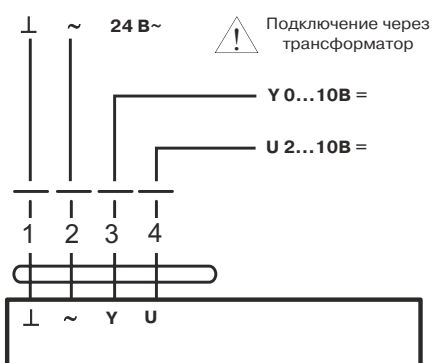 ⊥ ~ 24 В~
Подключение через
трансформатор
Y 0...10В =
U 2...10В =
1 2 3 4
⊥ ~ Y U